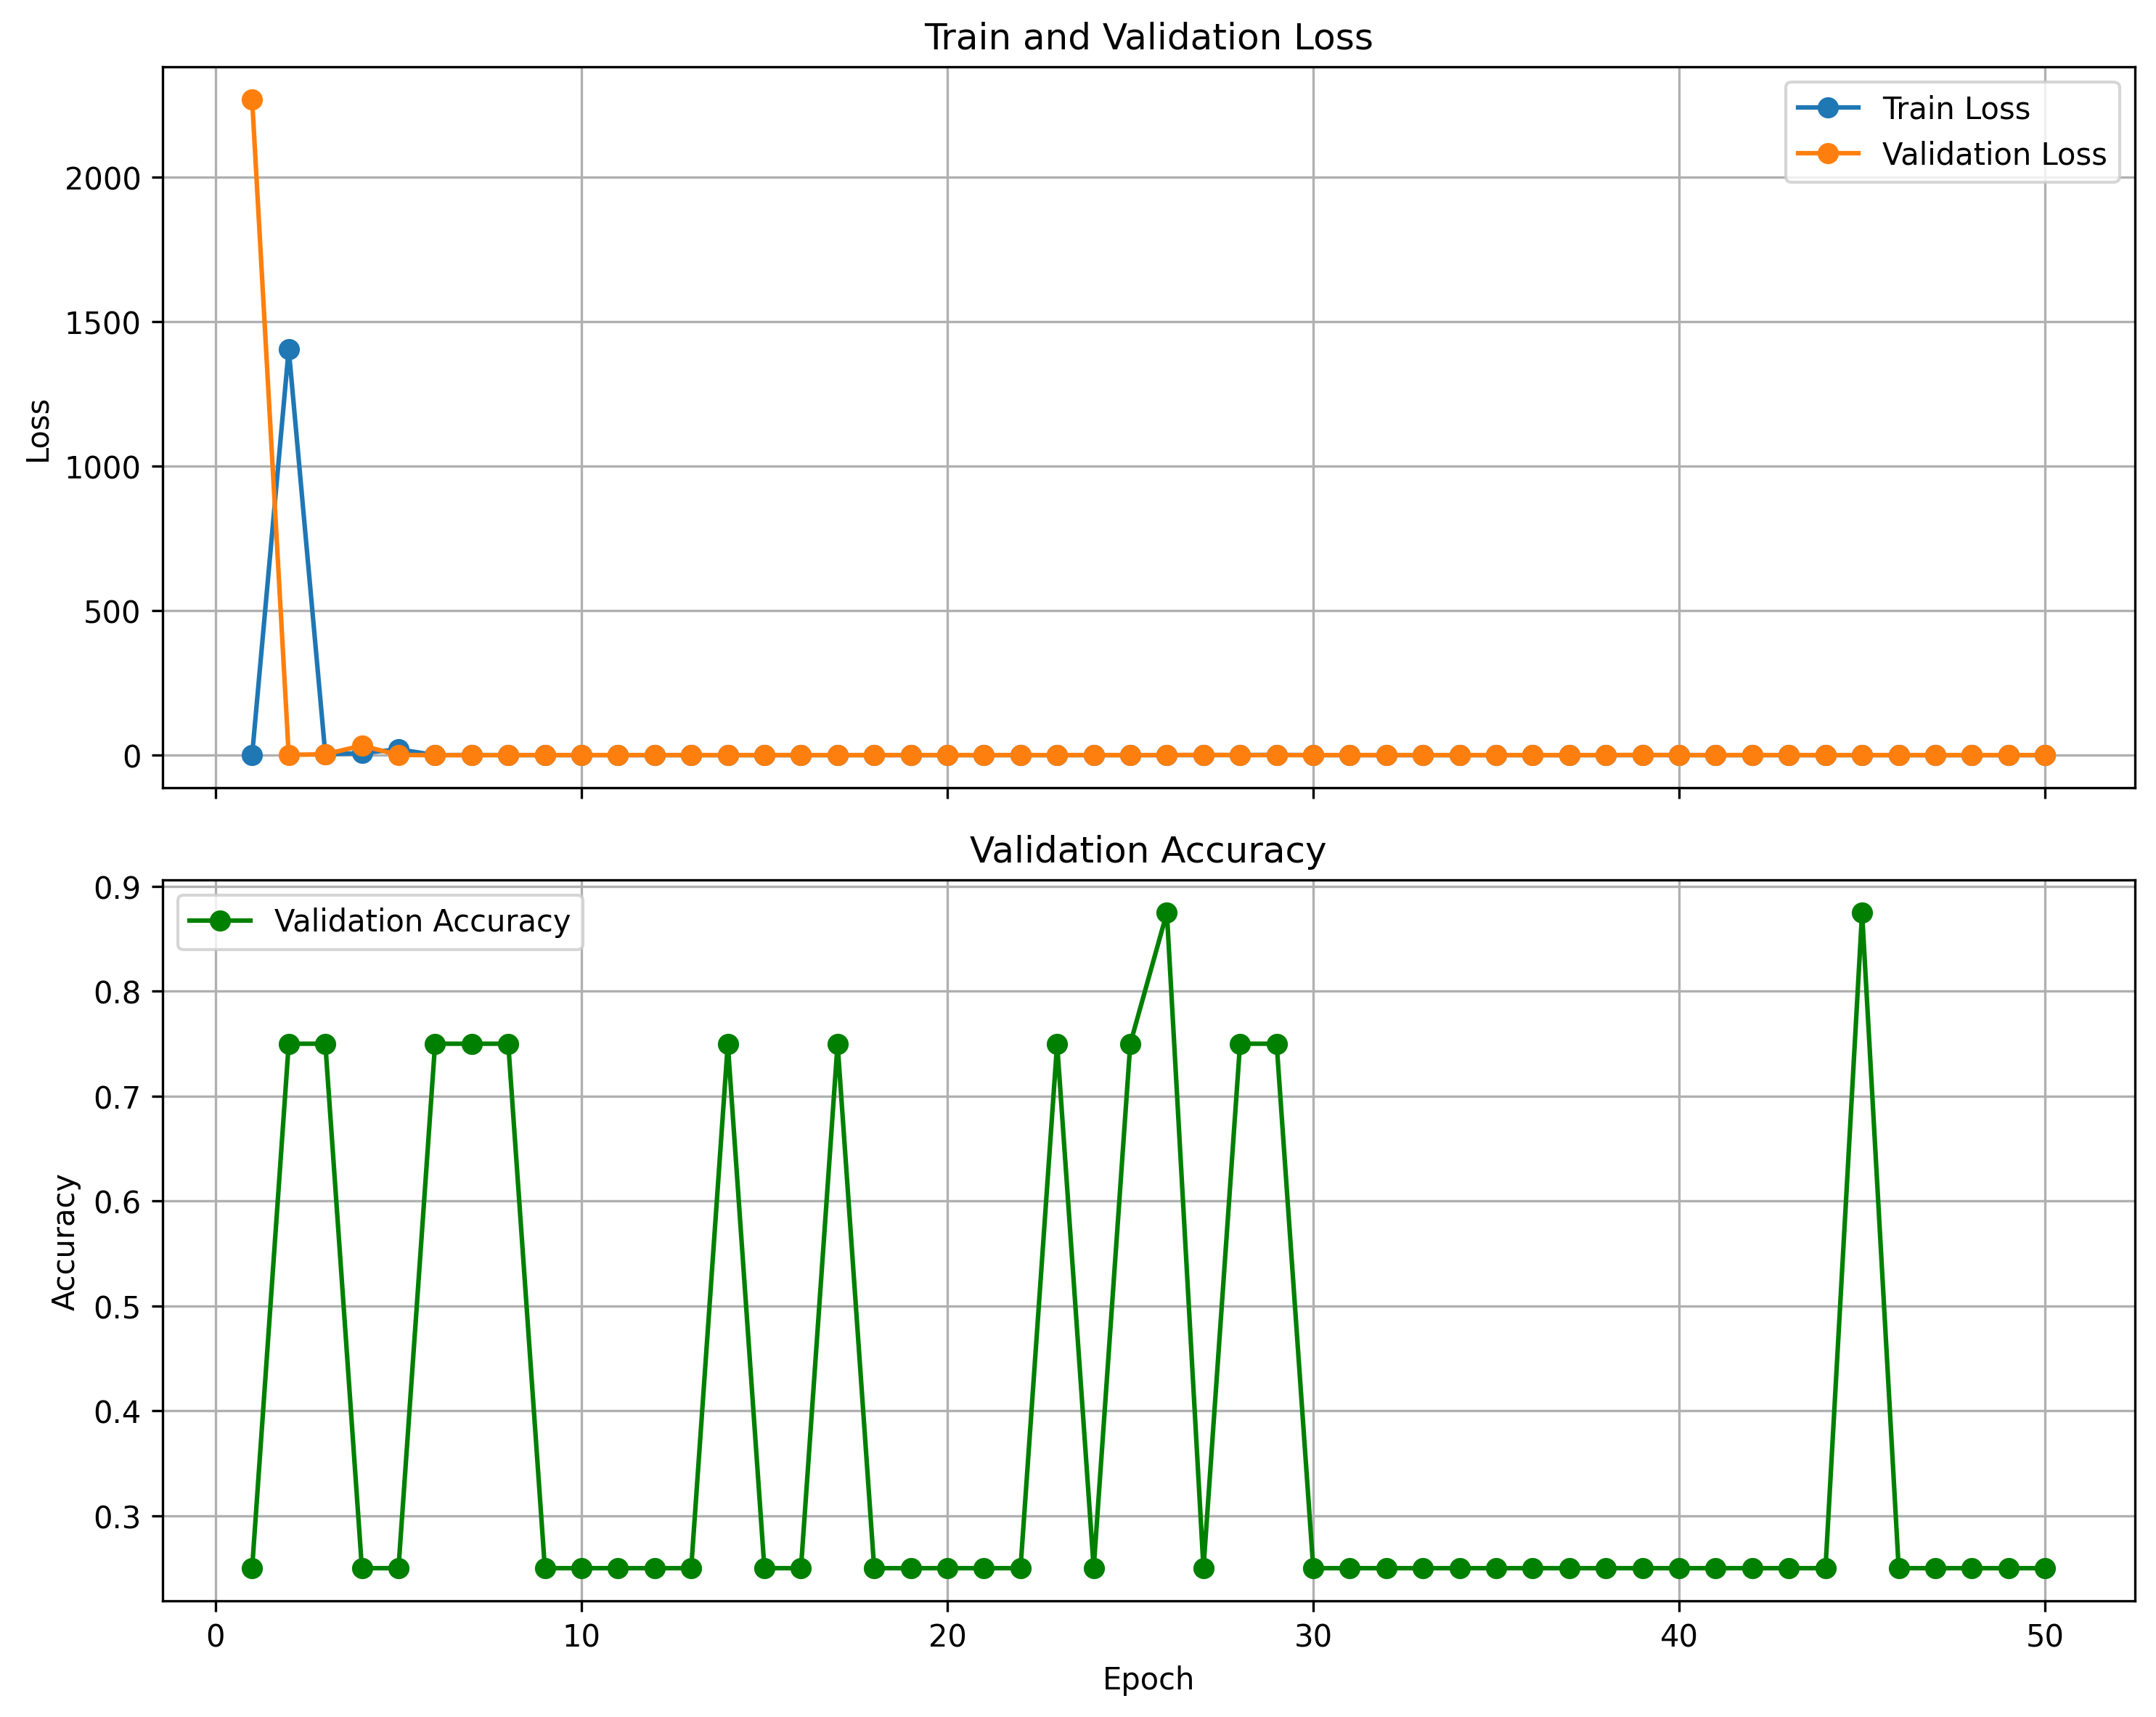 Train and Validation Loss
Train Loss
Validation Loss
2000
1500
1000
500
0
Loss
Validation Accuracy
Validation Accuracy
0.9
0.8
0.7
0.6
0.5
0.4
0.3
Accuracy
0 10 20 30 40 50
Epoch